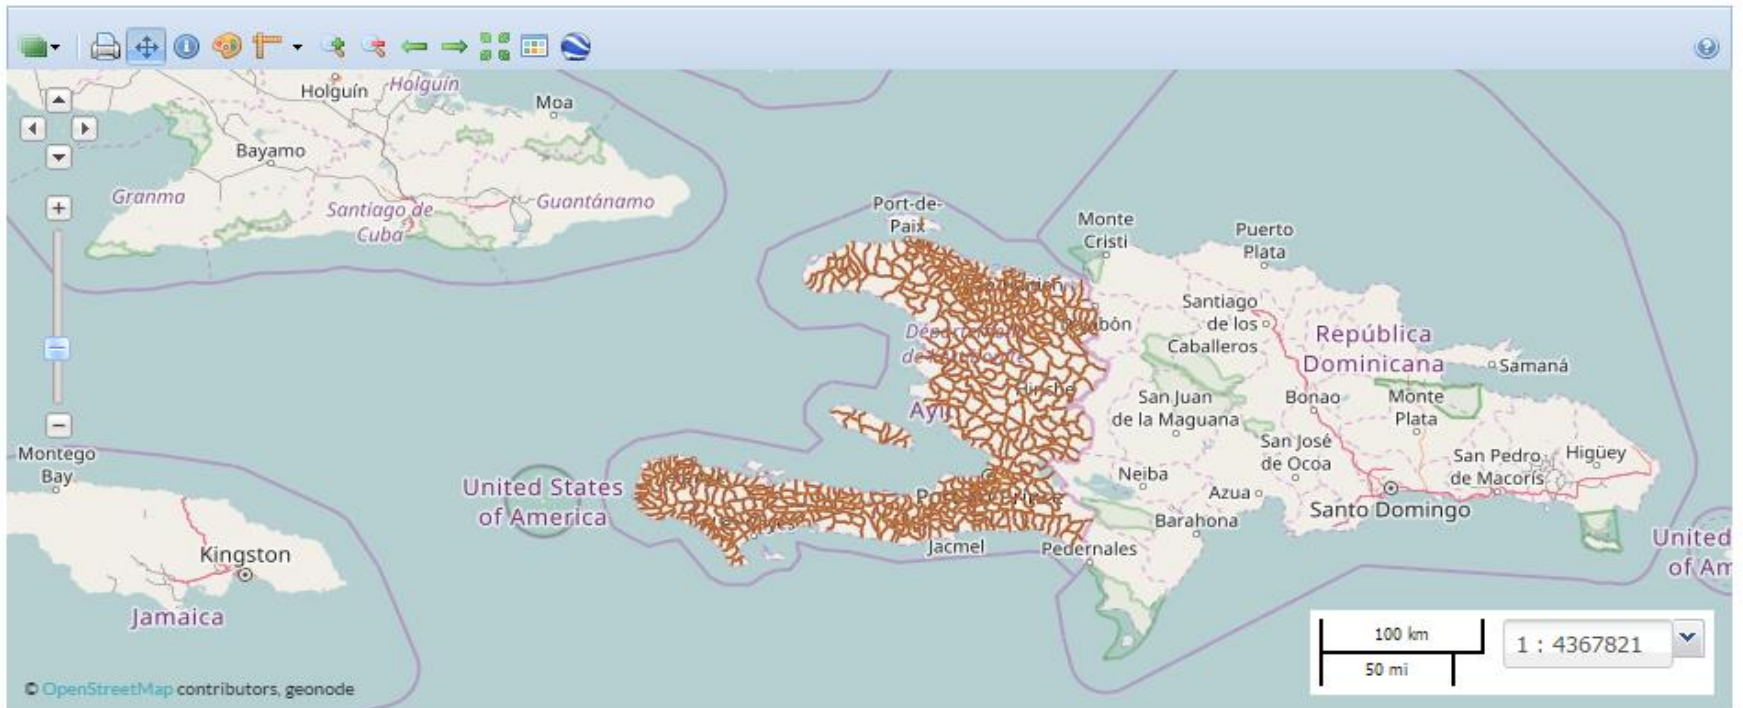 Holguín
Holguín
Moa
Bayamo
Granma
Santiago de
Cuba
Guantánamo
Port-de-
Paix
Monte
Cristi
Puerto
Plata
Santiago
de los
Caballeros
República
Dominicana
Samaná
Hinche
San Juan
de la Maguana
Bonao
Monte
Plata
San José
de Ocoa
San Pedro
de Macorís
Higüey
Montego
Bay
Neiba
Azua
United States
of America
Santo Domingo
Barahona
Jacmel
Pedernales
United
of Am
Kingston
Jamaica
100 km
50 mi
1 : 4367821
© OpenStreetMap contributors, geonode